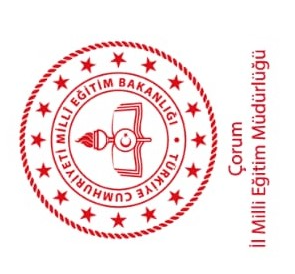 TÜRKİYE CUMHURİYETİ MİLLİ EĞİTİM BAKANLIĞI •
Çorum
İl Milli Eğitim Müdürlüğü